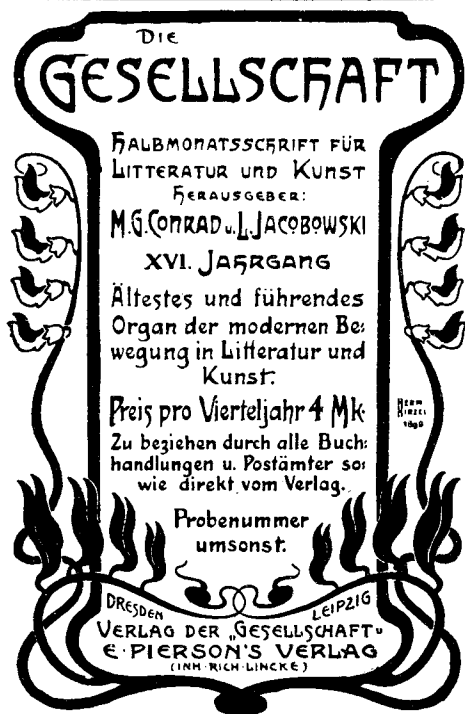 DIE
GESELLSCHAFT
HALBMONATSSCHRIFT FÜR
LITTERATUR UND KUNST
HERAUSGEBER:
M.G.CONRAD u. L.JACOBOWSKI
XVI. JAHRGANG
Ältestes und führendes
Organ der modernen Be-
wegung in Litteratur und
Kunst.
Preis pro Vierteljahr 4 Mk.
HERM
HIRZEL
Zu beziehen durch alle Buch-
handlungen u. Postämter so-
wie direkt vom Verlag.
Probenummer
umsonst.
DRESDEN LEIPZIG
VERLAG DER „GESELLSCHAFT“
E. PIERSON'S VERLAG
(INH. RICH. LINCKE)